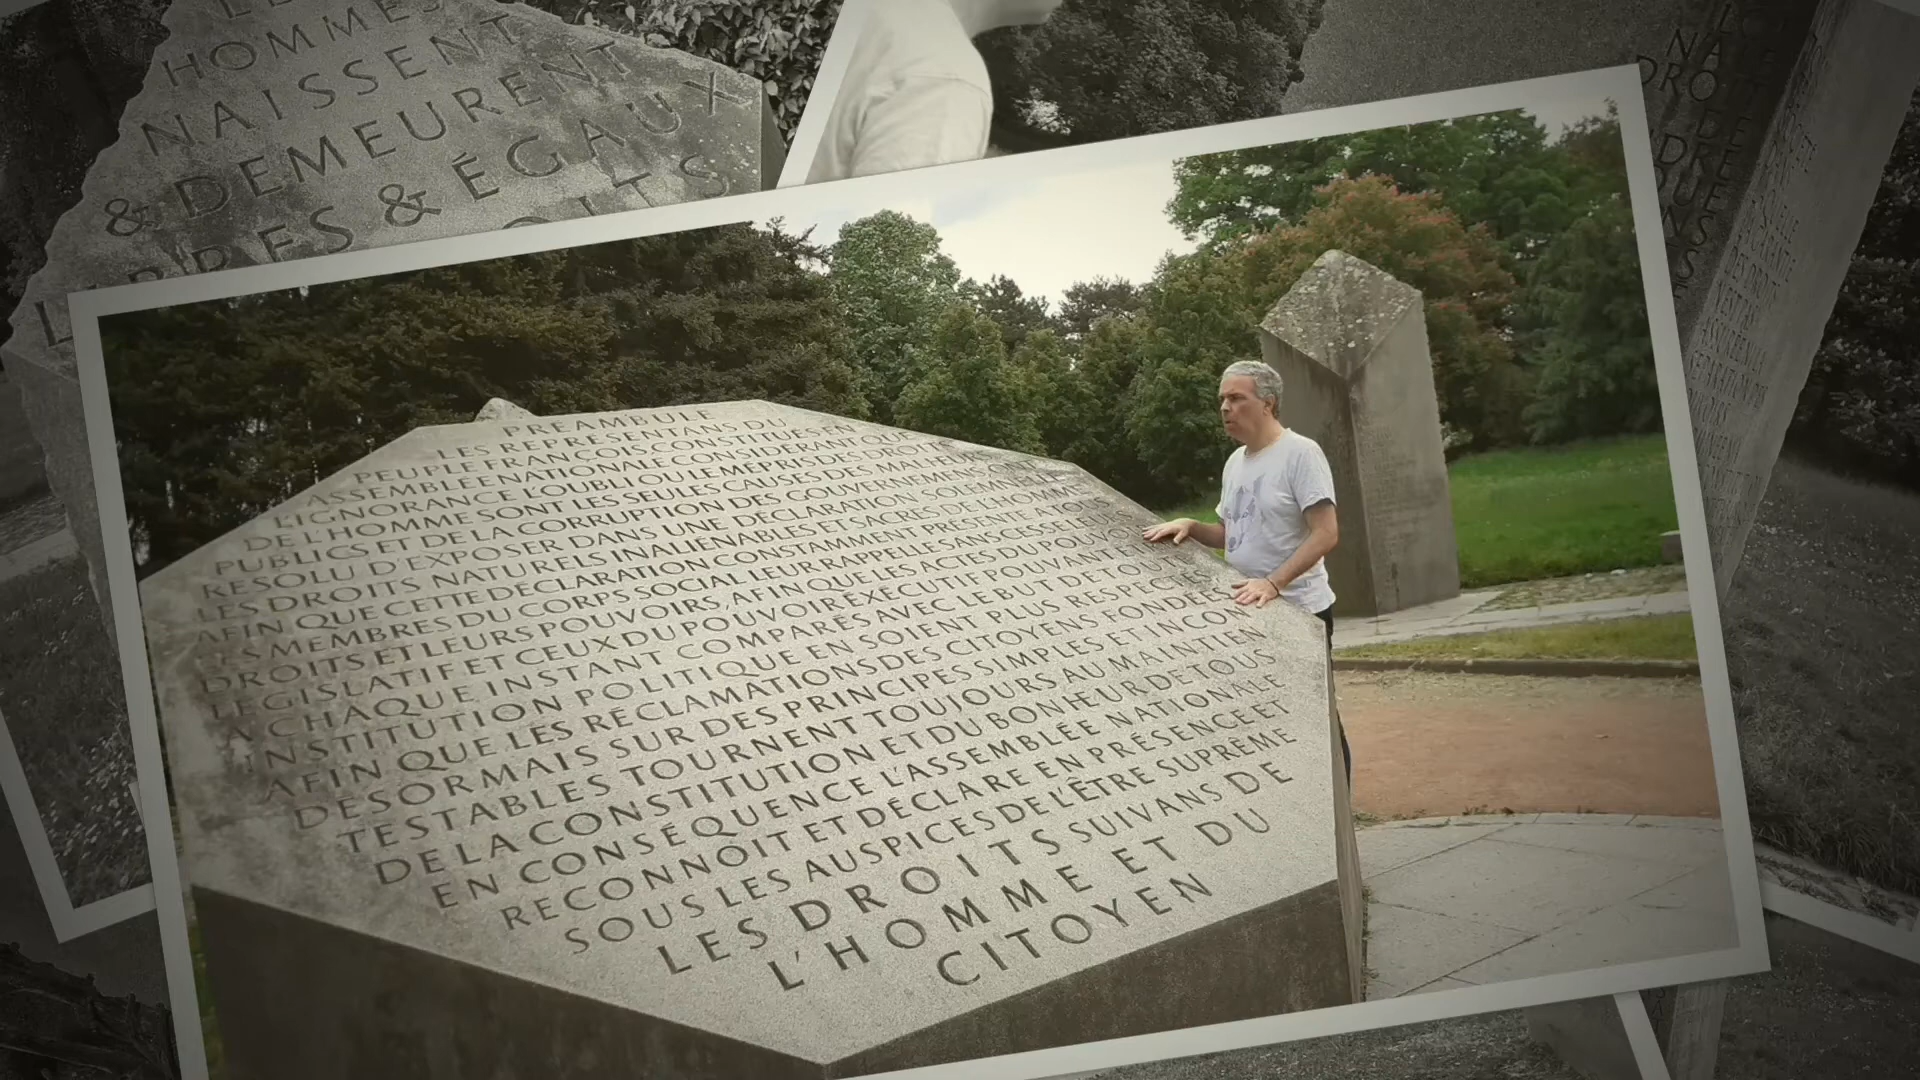 HOMMES
NAISSENT
& DEMEURENT
LIBRES & ÉGAUX
PREAMBULE
LES REPRÉSENTANS DU
PEUPLE FRANÇOIS CONSTITUÉS
ASSEMBLÉE NATIONALE CONSIDERANT QUE
L'IGNORANCE L'OUBLI OU LE MÉPRIS DES DROITS
DE L'HOMME SONT LES SEULES CAUSES DES MALHEURS
PUBLICS ET DE LA CORRUPTION DES GOUVERNEMENS ONT
RESOLU D'EXPOSER DANS UNE DÉCLARATION SOLEMNELLE
LES DROITS NATURELS INALIÉNABLES ET SACRÉS DE L'HOMME
AFIN QUE CETTE DÉCLARATION CONSTAMMENT PRÉSENTE A TOUS
LES MEMBRES DU CORPS SOCIAL LEUR RAPPELLE SANS CESSE LEURS
DROITS ET LEURS POUVOIRS, AFIN QUE LES ACTES DU POUVOIR
LEGISLATIF ET CEUX DU POUVOIR EXÉCUTIF POUVANT ETRE
A CHAQUE INSTANT COMPARÉS AVEC LE BUT DE TOUTE
INSTITUTION POLITIQUE EN SOIENT PLUS RESPECTÉS
AFIN QUE LES RÉCLAMATIONS DES CITOYENS FONDÉES
DÉSORMAIS SUR DES PRINCIPES SIMPLES ET INCON
TESTABLES TOURNENT TOUJOURS AU MAINTIEN
DE LA CONSTITUTION ET DU BONHEUR DE TOUS
EN CONSÉQUENCE L'ASSEMBLÉE NATIONALE
RECONNOIT ET DÉCLARE EN PRÉSENCE ET
SOUS LES AUSPICES DE L'ÊTRE SUPREME
LES DROITS SUIVANS DE
L'HOMME ET DU
CITOYEN